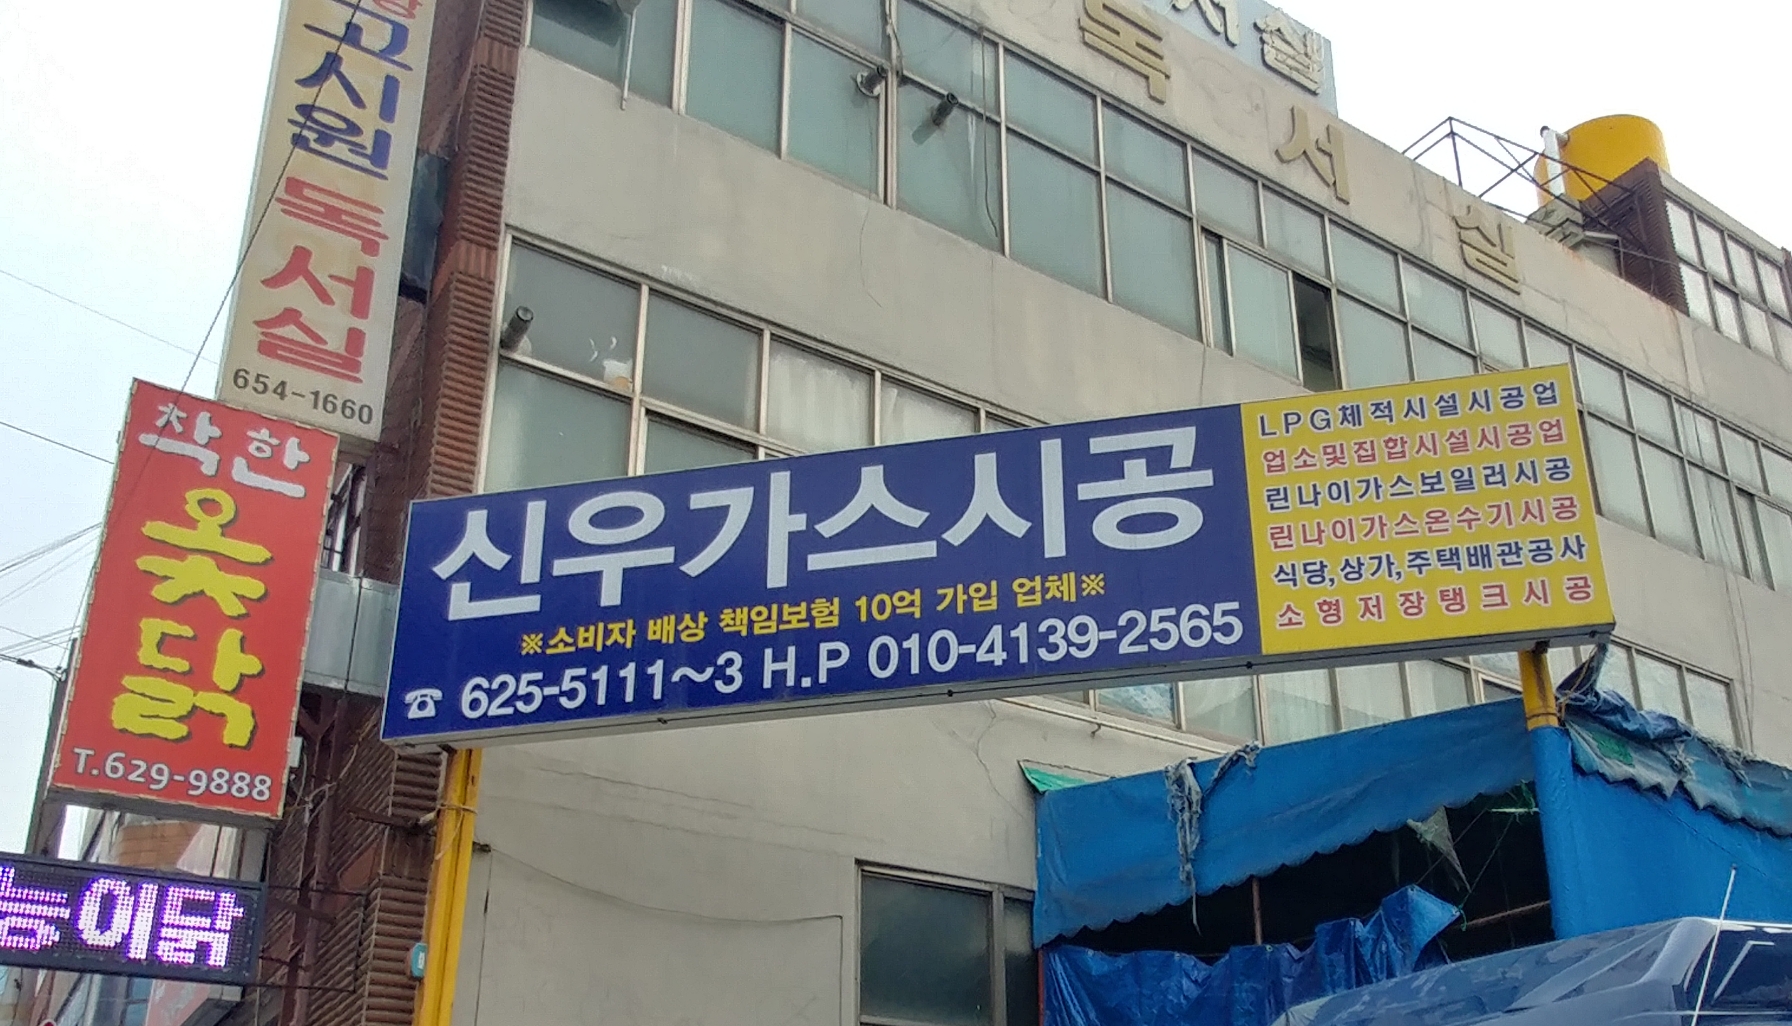 고시원 독서실
654-1660
착한
옻닭
T.629-9888
능이닭
독서실
신우가스시공
※소비자 배상 책임보험 10억 가입 업체※
☎ 625-5111~3 H.P 010-4139-2565
LPG체적시설시공업
업소및집합시설시공업
린나이가스보일러시공
린나이가스온수기시공
식당,상가,주택배관공사
소형저장탱크시공